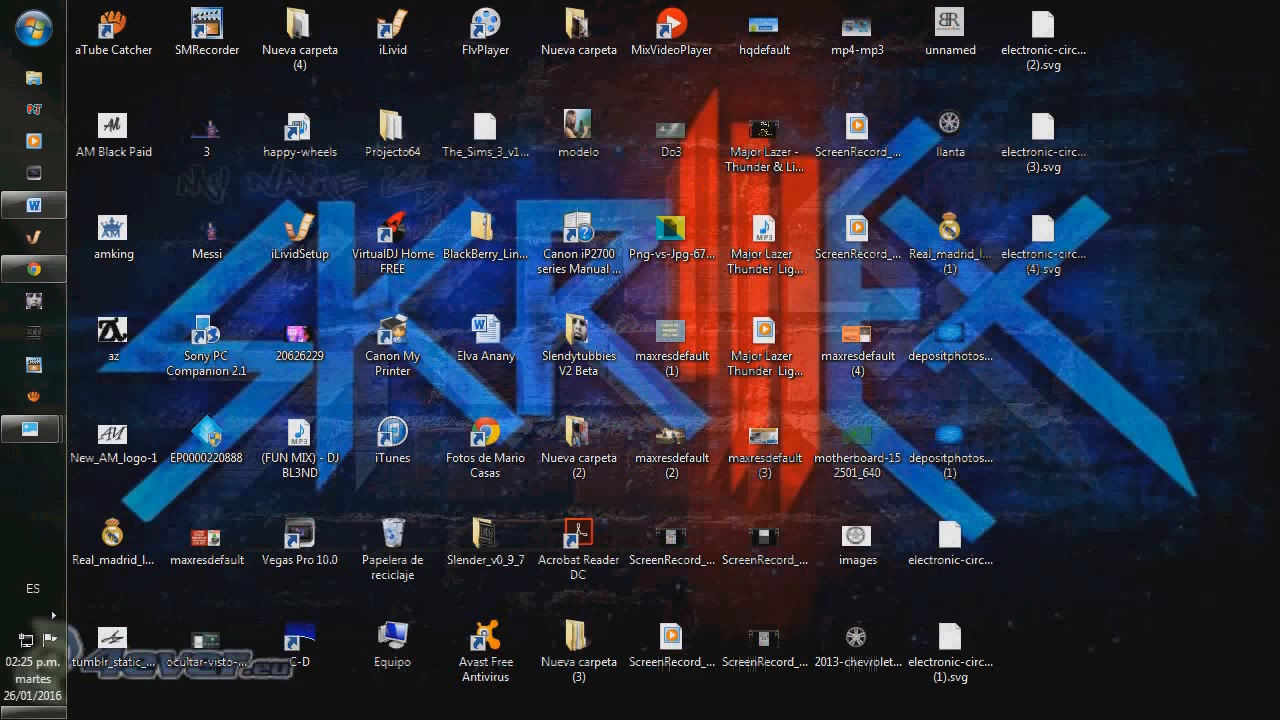 aTube Catcher
SMRecorder
Nueva carpeta
(4)
iLivid
FlvPlayer
Nueva carpeta
MixVideoPlayer
hqdefault
mp4-mp3
unnamed
electronic-circ...
(2).svg
AM Black Paid
3
happy-wheels
Projecto64
The_Sims_3_v1...
modelo
Do3
Major Lazer -
Thunder & Li...
ScreenRecord_...
llanta
electronic-circ...
(3).svg
MY NAME IS
SKRILLEX
amking
Messi
iLividSetup
VirtualDJ Home
FREE
BlackBerry_Lin...
Canon iP2700
series Manual ...
Png-vs-Jpg-67...
Major Lazer
Thunder Lig...
ScreenRecord_...
Real_madrid_l...
(1)
electronic-circ...
(4).svg
az
Sony PC
Companion 2.1
20626229
Canon My
Printer
Elva Anany
Slendytubbies
V2 Beta
maxresdefault
(1)
Major Lazer
Thunder Lig...
maxresdefault
(4)
depositphotos...
New_AM_logo-1
EP0000220888
(FUN MIX) - DJ
BL3ND
iTunes
Fotos de Mario
Casas
Nueva carpeta
(2)
maxresdefault
(2)
maxresdefault
(3)
motherboard-15
2501_640
depositphotos...
(1)
Real_madrid_l...
maxresdefault
Vegas Pro 10.0
Papelera de
reciclaje
Slender_v0_9_7
Acrobat Reader
DC
ScreenRecord_...
ScreenRecord_...
images
electronic-circ...
tumblr_static_...
ocultar-visto-...
C-D
Equipo
Avast Free
Antivirus
Nueva carpeta
(3)
ScreenRecord_...
ScreenRecord_...
2013-chevrolet...
electronic-circ...
(1).svg
4ever.eu
ES
02:25 p.m.
martes
26/01/2016